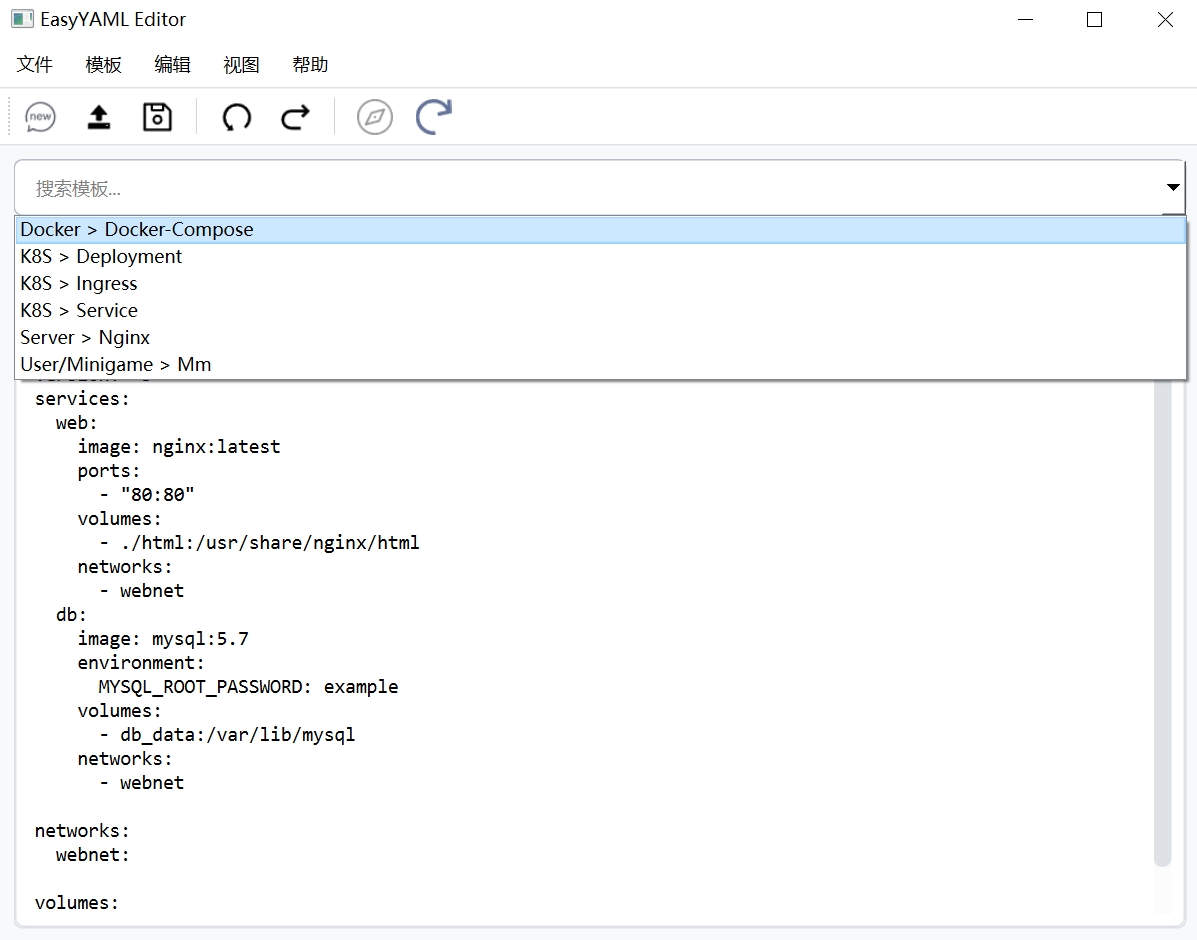 EasyYAML Editor
文件 模板 编辑 视图 帮助
new
搜索模板...
Docker > Docker-Compose
K8S > Deployment
K8S > Ingress
K8S > Service
Server > Nginx
User/Minigame > Mm
services:
  web:
    image: nginx:latest
    ports:
      - "80:80"
    volumes:
      - ./html:/usr/share/nginx/html
    networks:
      - webnet
  db:
    image: mysql:5.7
    environment:
      MYSQL_ROOT_PASSWORD: example
    volumes:
      - db_data:/var/lib/mysql
    networks:
      - webnet
networks:
  webnet:
volumes: